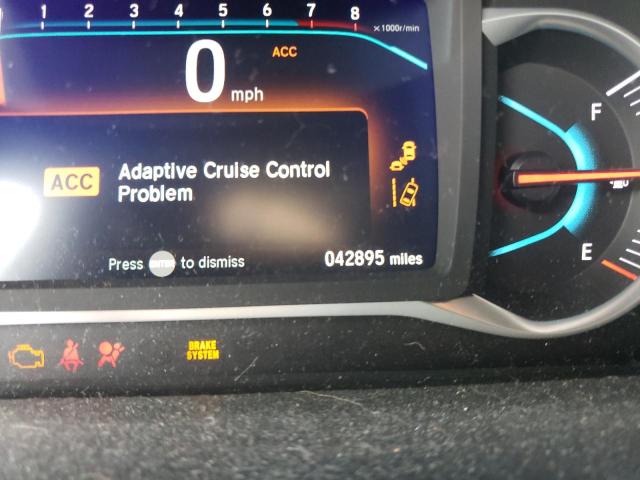 1 2 3 4 5 6 7 8 ×1000r/min
ACC
0 mph
F
ACC Adaptive Cruise Control
Problem
E
Press ENTER to dismiss
042895 miles
BRAKE
SYSTEM